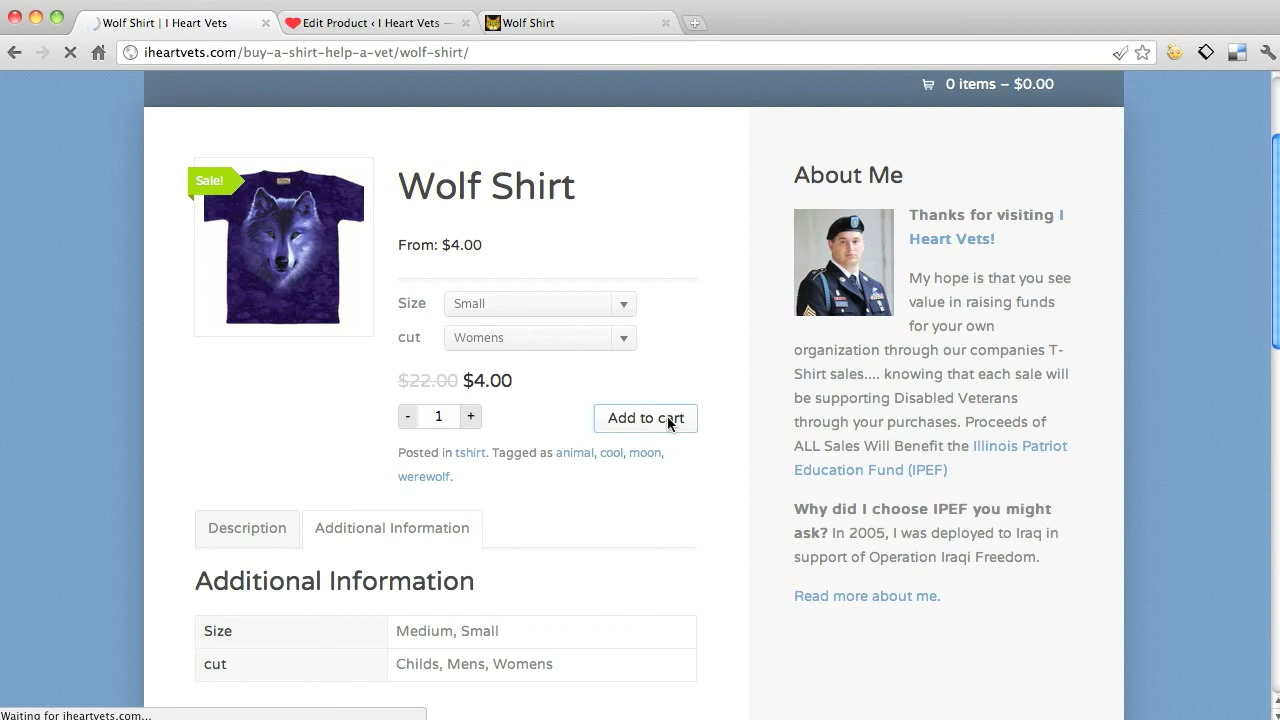 Wolf Shirt | I Heart Vets
Edit Product ‹ I Heart Vets —
Wolf Shirt
iheartvets.com/buy-a-shirt-help-a-vet/wolf-shirt/
0 items – $0.00
Sale!
Wolf Shirt
From: $4.00
Size Small
cut Womens
$22.00 $4.00
- 1 +
Add to cart
Posted in tshirt. Tagged as animal, cool, moon,
werewolf.
Description
Additional Information
Additional Information
Size Medium, Small
cut Childs, Mens, Womens
About Me
Thanks for visiting I
Heart Vets!
My hope is that you see
value in raising funds
for your own
organization through our companies T-
Shirt sales.... knowing that each sale will
be supporting Disabled Veterans
through your purchases. Proceeds of
ALL Sales Will Benefit the Illinois Patriot
Education Fund (IPEF)
Why did I choose IPEF you might
ask? In 2005, I was deployed to Iraq in
support of Operation Iraqi Freedom.
Read more about me.
Waiting for iheartvets.com...